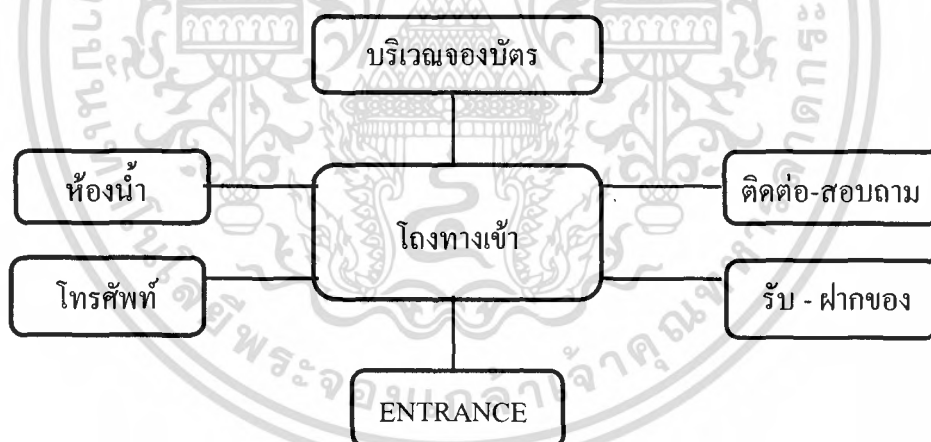 บริเวณจองบัตร
ห้องน้ำ
ติดต่อ-สอบถาม
โถงทางเข้า
โทรศัพท์
รับ - ฝากของ
ENTRANCE